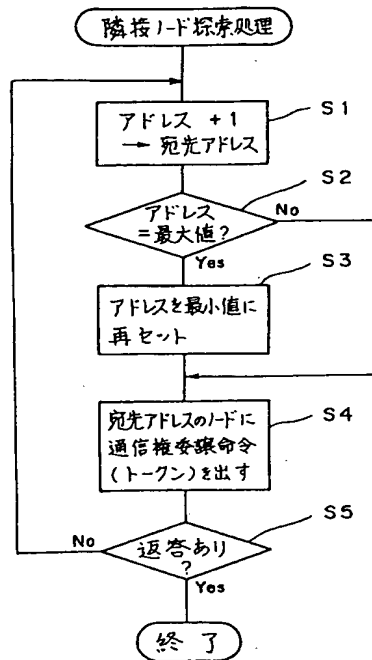 隣接ノード探索処理
アドレス +1
→ 宛先アドレス
S1
アドレス
=最大値?
S2
No
Yes
アドレスを最小値に
再セット
S3
宛先アドレスのノードに
通信権委譲命令
(トークン)を出す
S4
返答あり
?
S5
No
Yes
終了